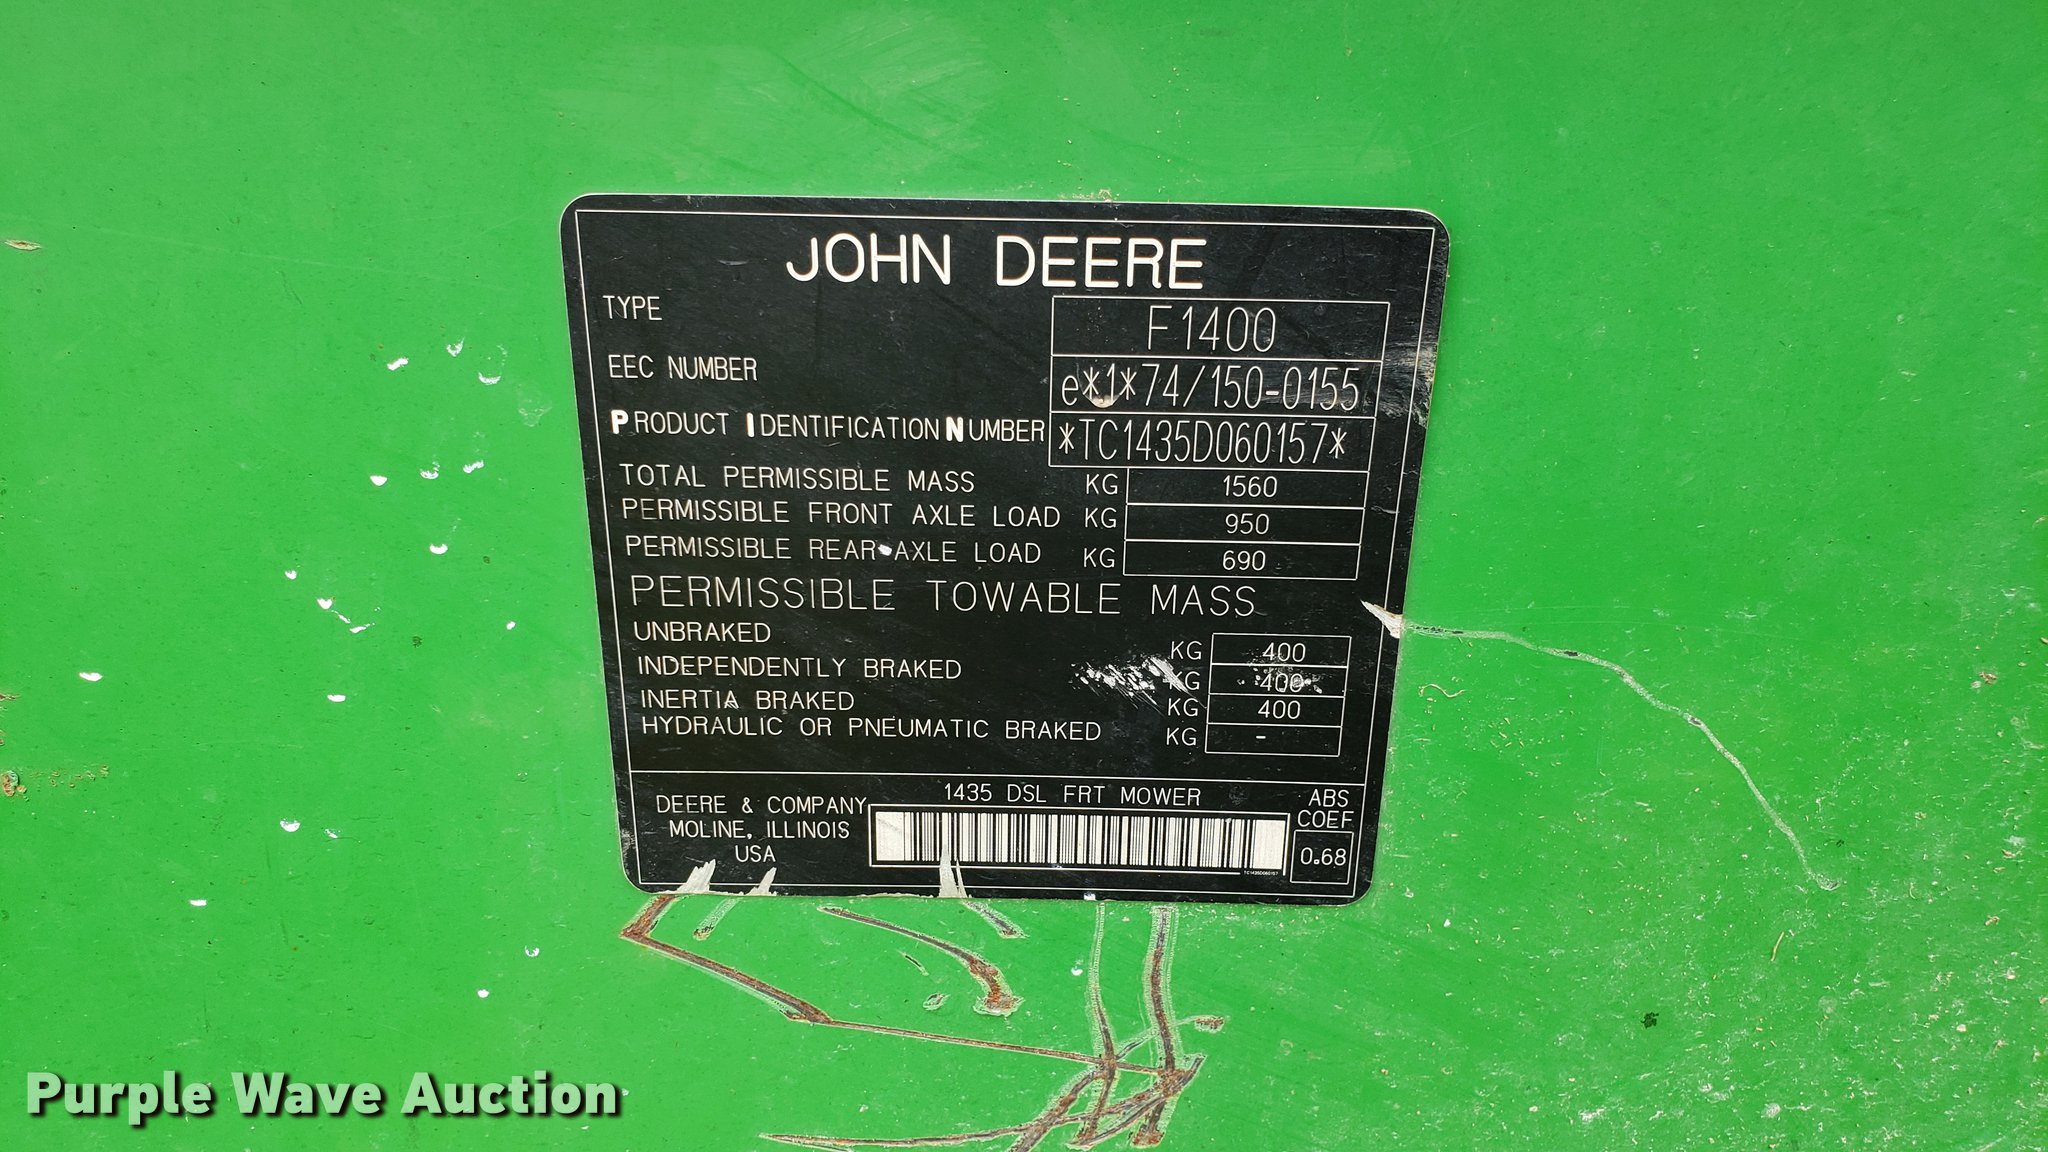 JOHN DEERE
TYPE F1400
EEC NUMBER e*1*74/150-0155
PRODUCT IDENTIFICATION NUMBER *TC1435D060157*
TOTAL PERMISSIBLE MASS KG 1560
PERMISSIBLE FRONT AXLE LOAD KG 950
PERMISSIBLE REAR AXLE LOAD KG 690
PERMISSIBLE TOWABLE MASS
UNBRAKED KG 400
INDEPENDENTLY BRAKED KG 400
INERTIA BRAKED KG 400
HYDRAULIC OR PNEUMATIC BRAKED KG -
DEERE & COMPANY
MOLINE, ILLINOIS
USA
1435 DSL FRT MOWER
TC1435D060157
ABS
COEF
0.68
Purple Wave Auction